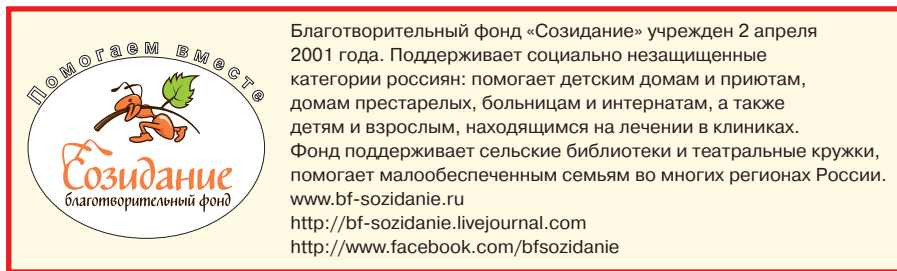 Помогаем вместе
Созидание
благотворительный фонд
Благотворительный фонд «Созидание» учрежден 2 апреля
2001 года. Поддерживает социально незащищенные
категории россиян: помогает детским домам и приютам,
домам престарелых, больницам и интернатам, а также
детям и взрослым, находящимся на лечении в клиниках.
Фонд поддерживает сельские библиотеки и театральные кружки,
помогает малообеспеченным семьям во многих регионах России.
www.bf-sozidanie.ru
http://bf-sozidanie.livejournal.com
http://www.facebook.com/bfsozidanie